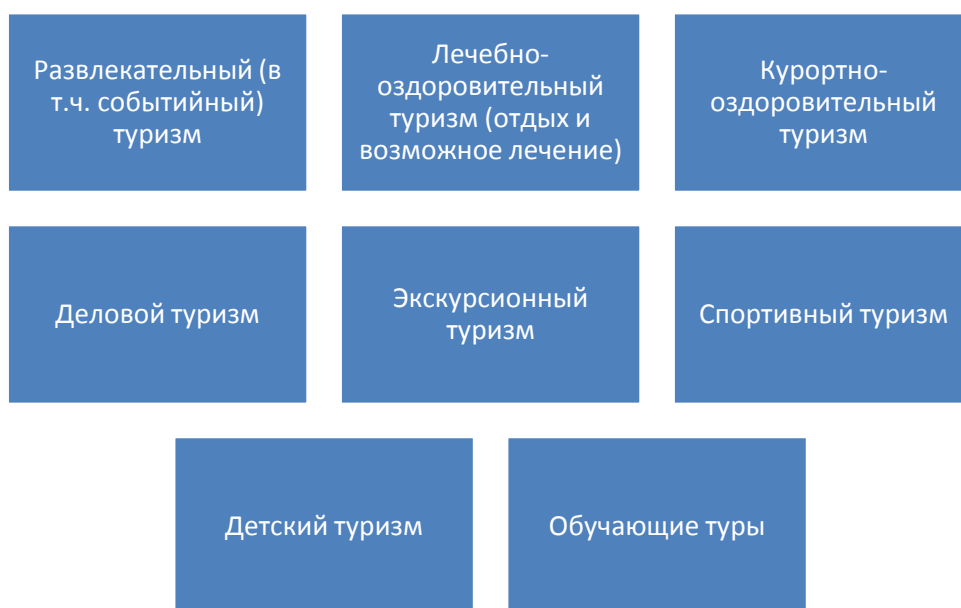 Развлекательный (в
т.ч. событийный)
туризм
Лечебно-
оздоровительный
туризм (отдых и
возможное лечение)
Курортно-
оздоровительный
туризм
Деловой туризм
Экскурсионный
туризм
Спортивный туризм
Детский туризм
Обучающие туры